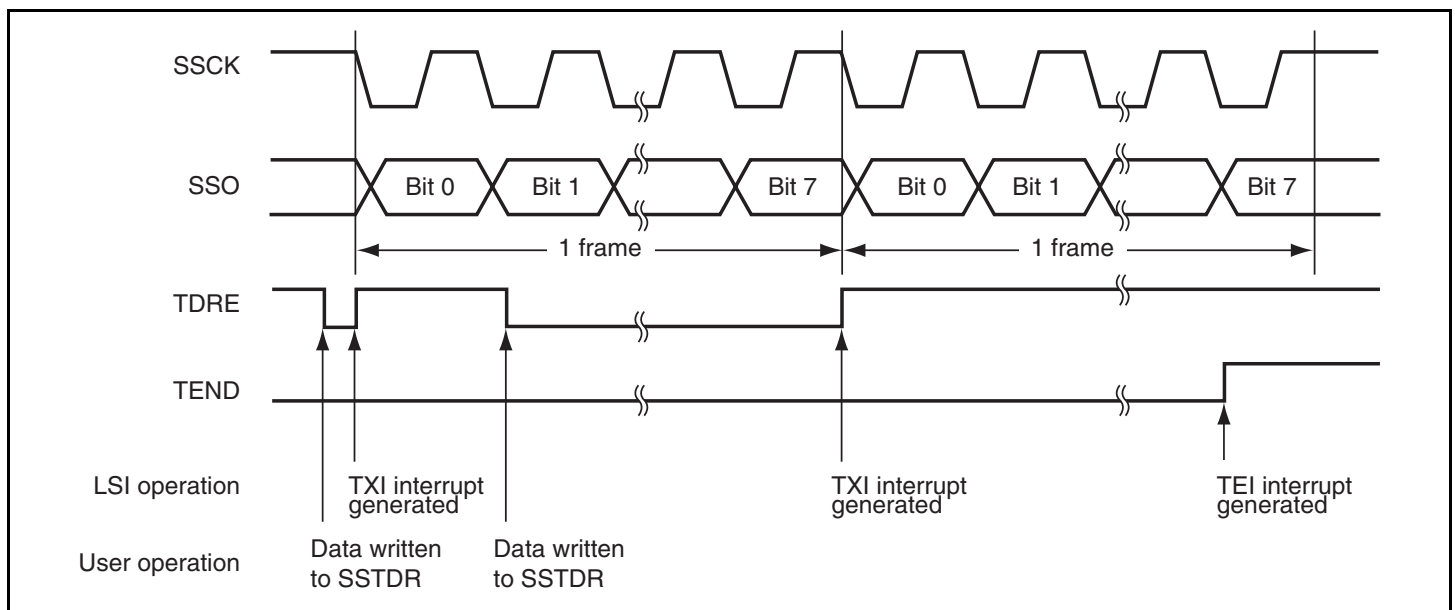 SSCK
SSO
Bit 0
Bit 1
Bit 7
Bit 0
Bit 1
Bit 7
1 frame
1 frame
TDRE
TEND
LSI operation
TXI interrupt
generated
TXI interrupt
generated
TEI interrupt
generated
User operation
Data written
to SSTDR
Data written
to SSTDR